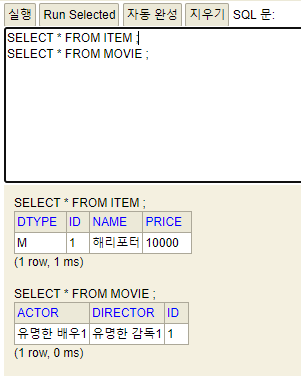 실행 Run Selected 자동 완성 지우기 SQL 문:
SELECT * FROM ITEM ;
SELECT * FROM MOVIE ;
SELECT * FROM ITEM ;
DTYPE ID NAME PRICE
M 1 해리포터 10000
(1 row, 1 ms)
SELECT * FROM MOVIE ;
ACTOR DIRECTOR ID
유명한 배우1 유명한 감독1 1
(1 row, 0 ms)